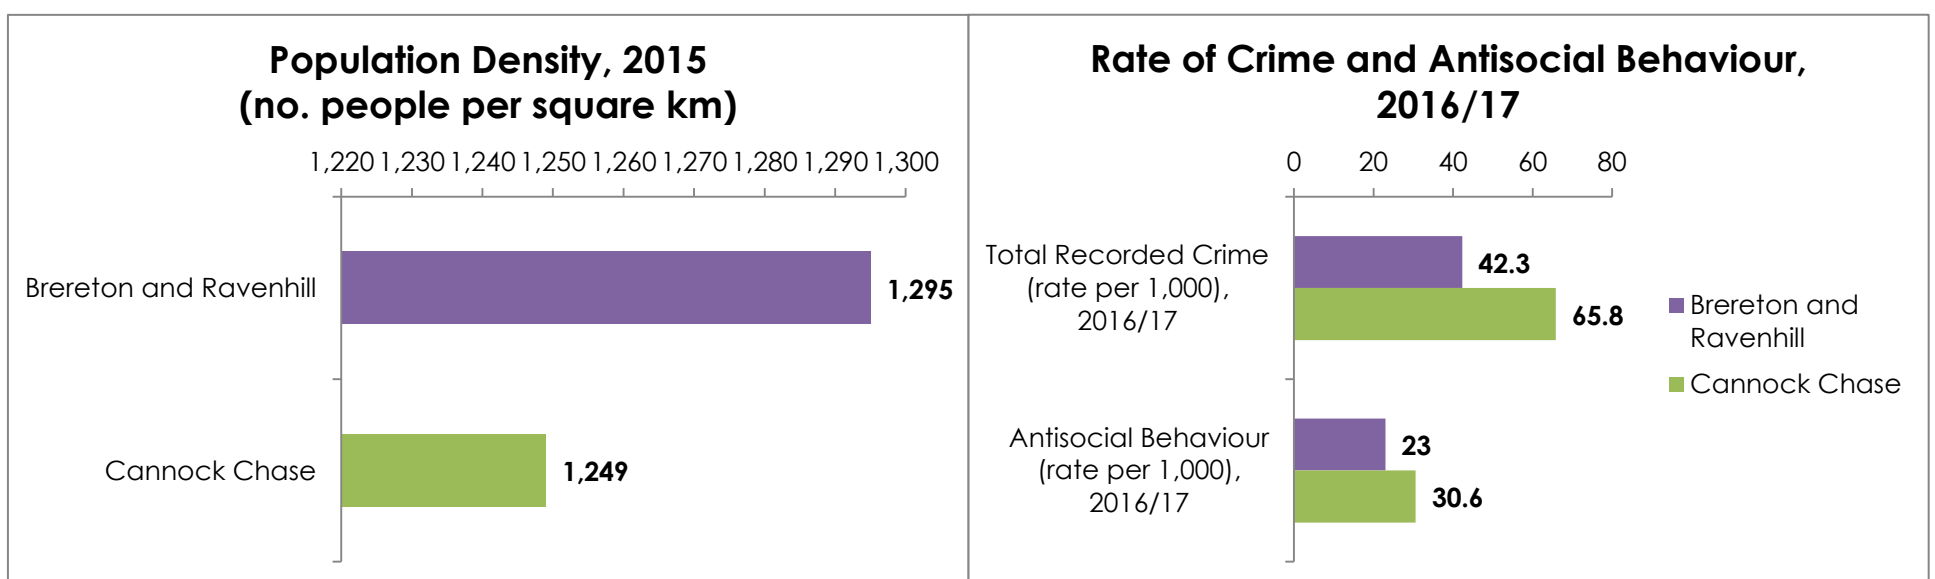 Population Density, 2015
(no. people per square km)
1,220 1,230 1,240 1,250 1,260 1,270 1,280 1,290 1,300
Brereton and Ravenhill
1,295
Cannock Chase
1,249
Rate of Crime and Antisocial Behaviour,
2016/17
0 20 40 60 80
Total Recorded Crime
(rate per 1,000),
2016/17
42.3
65.8
Antisocial Behaviour
(rate per 1,000),
2016/17
23
30.6
Brereton and
Ravenhill
Cannock Chase